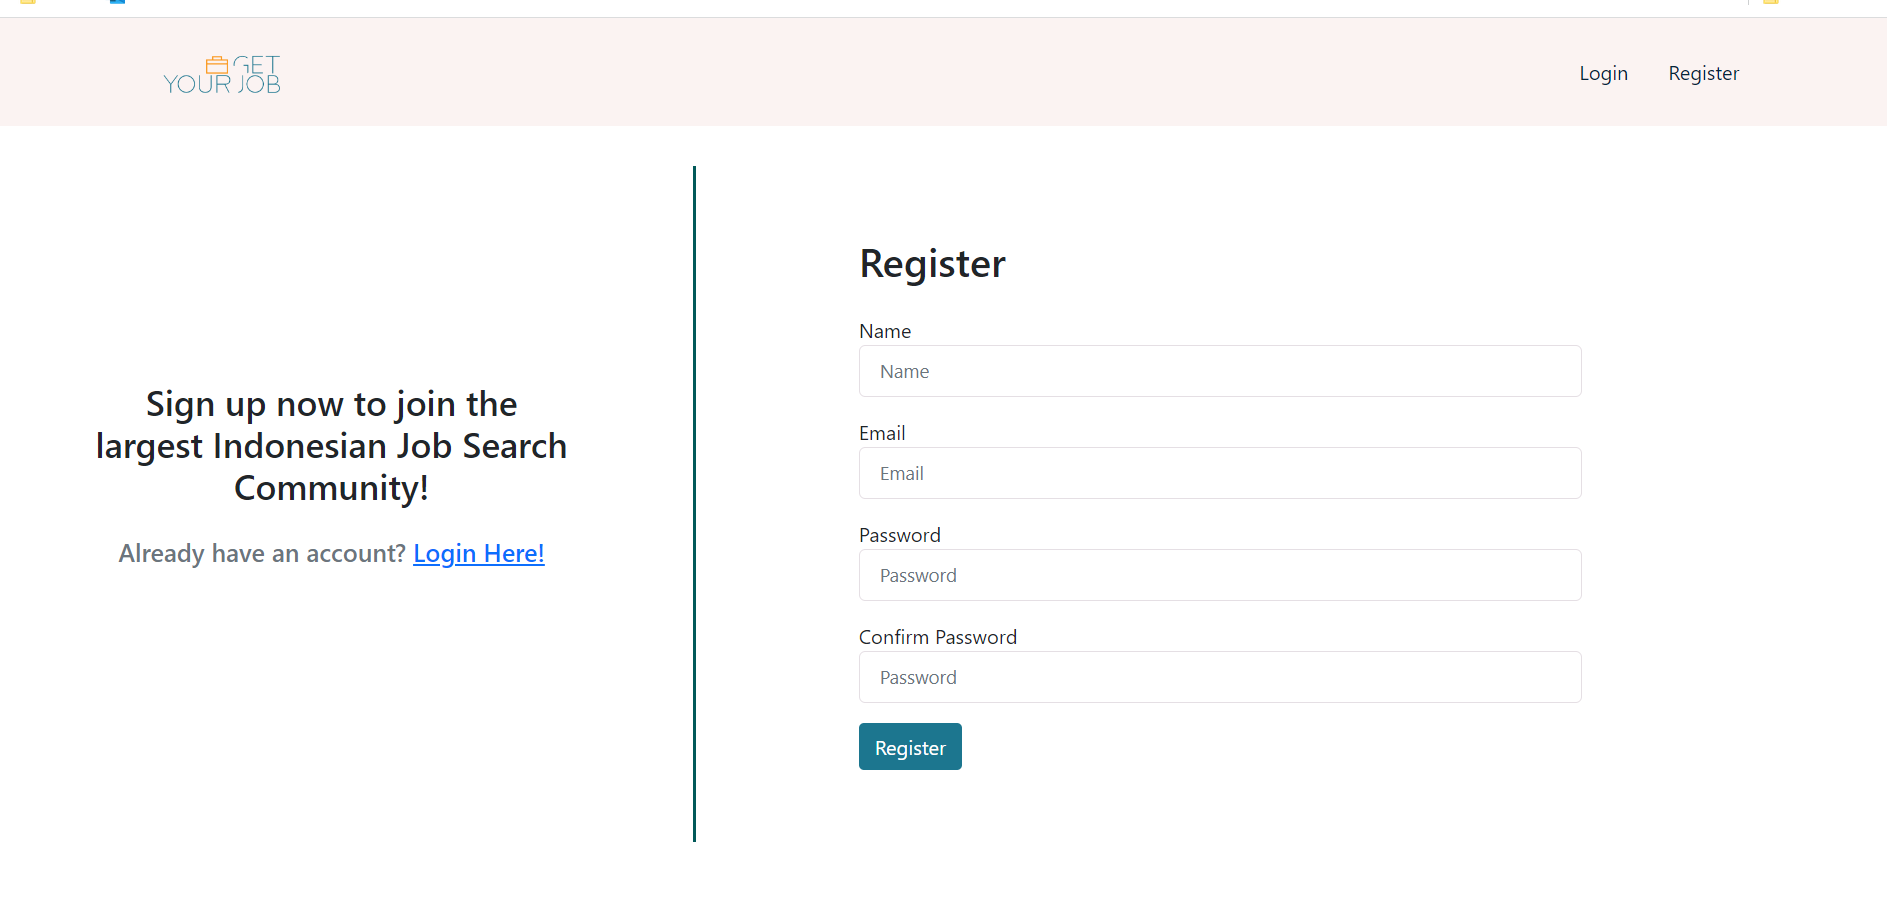 GET
YOUR JOB
Login
Register
Sign up now to join the
largest Indonesian Job Search
Community!
Already have an account? Login Here!
Register
Name
Name
Email
Email
Password
Password
Confirm Password
Password
Register